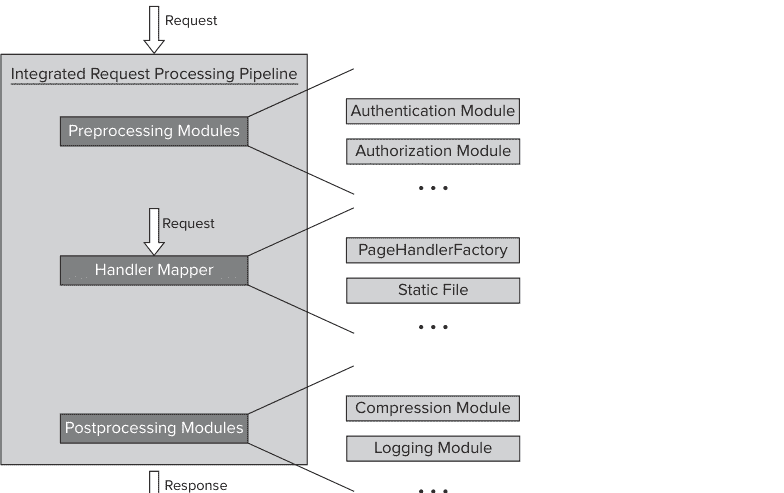 Request
Integrated Request Processing Pipeline
Preprocessing Modules
Authentication Module
Authorization Module
...
Request
Handler Mapper
PageHandlerFactory
Static File
...
Postprocessing Modules
Compression Module
Logging Module
...
Response